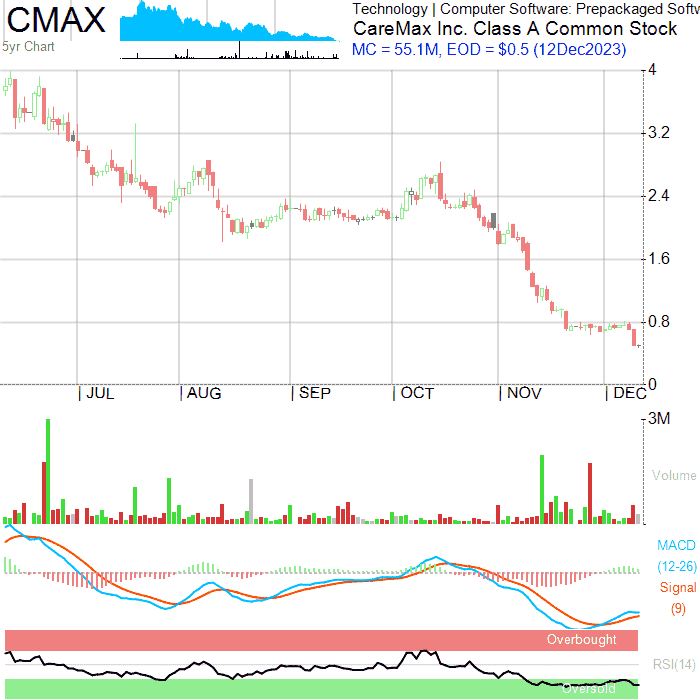 CMAX
5yr Chart
Technology | Computer Software: Prepackaged Softw
CareMax Inc. Class A Common Stock
MC = 55.1M, EOD = $0.5 (12Dec2023)
4
3.2
2.4
1.6
0.8
0
| JUL | AUG | SEP | OCT | NOV | DEC
3M
Volume
MACD
(12-26)
Signal
(9)
Overbought
RSI(14)
Oversold